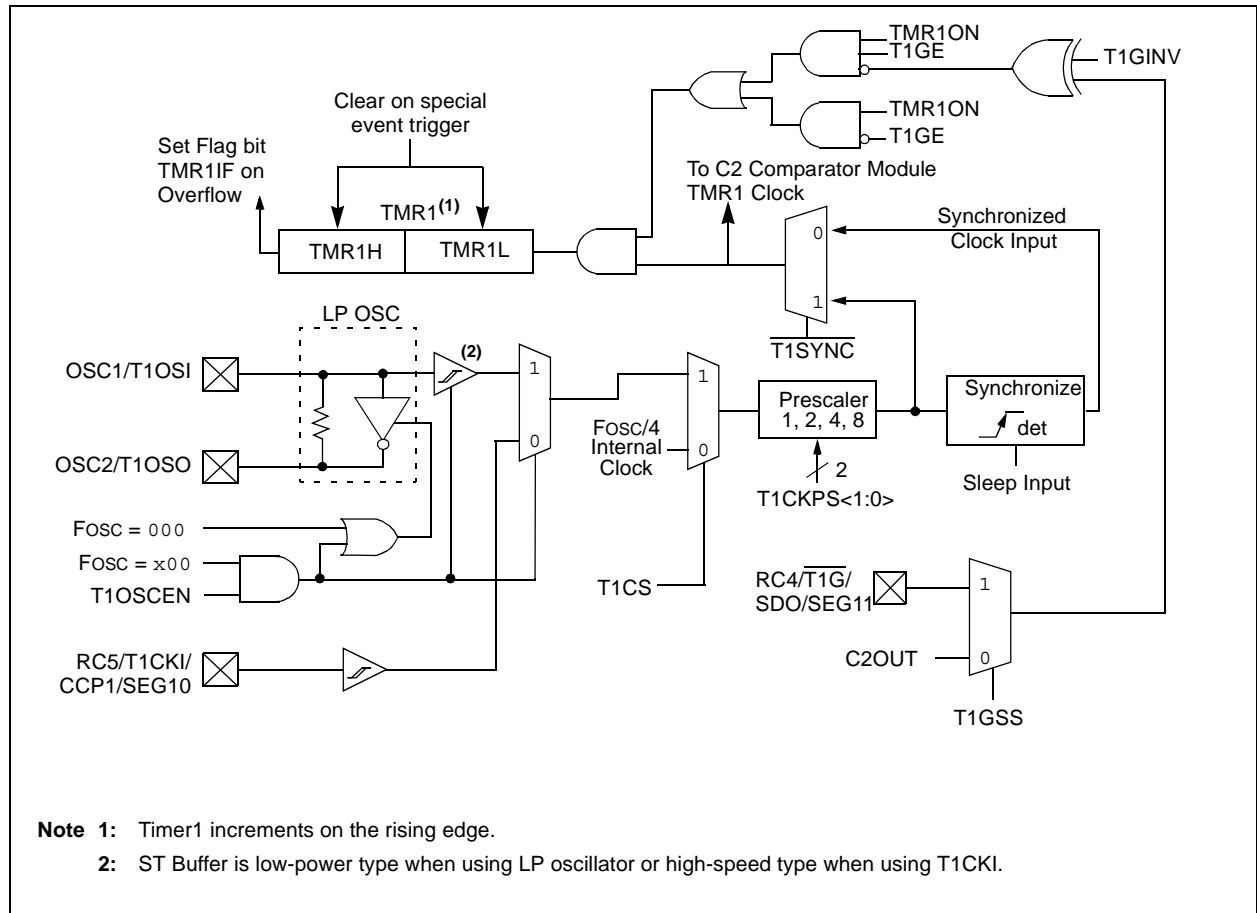 TMR1ON
T1GE
T1GINV
TMR1ON
T1GE
Clear on special
event trigger
Set Flag bit
TMR1IF on
Overflow
To C2 Comparator Module
TMR1 Clock
TMR1(1)
TMR1H
TMR1L
0
1
Synchronized
Clock Input
T1SYNC
LP OSC
(2)
OSC1/T1OSI
OSC2/T1OSO
1
0
1
0
FOSC/4
Internal
Clock
Prescaler
1, 2, 4, 8
Synchronize
det
2
T1CKPS<1:0>
Sleep Input
FOSC = 000
FOSC = x00
T1OSCEN
T1CS
RC4/T1G/
SDO/SEG11
1
0
C2OUT
T1GSS
RC5/T1CKI/
CCP1/SEG10
Note 1: Timer1 increments on the rising edge.
2: ST Buffer is low-power type when using LP oscillator or high-speed type when using T1CKI.